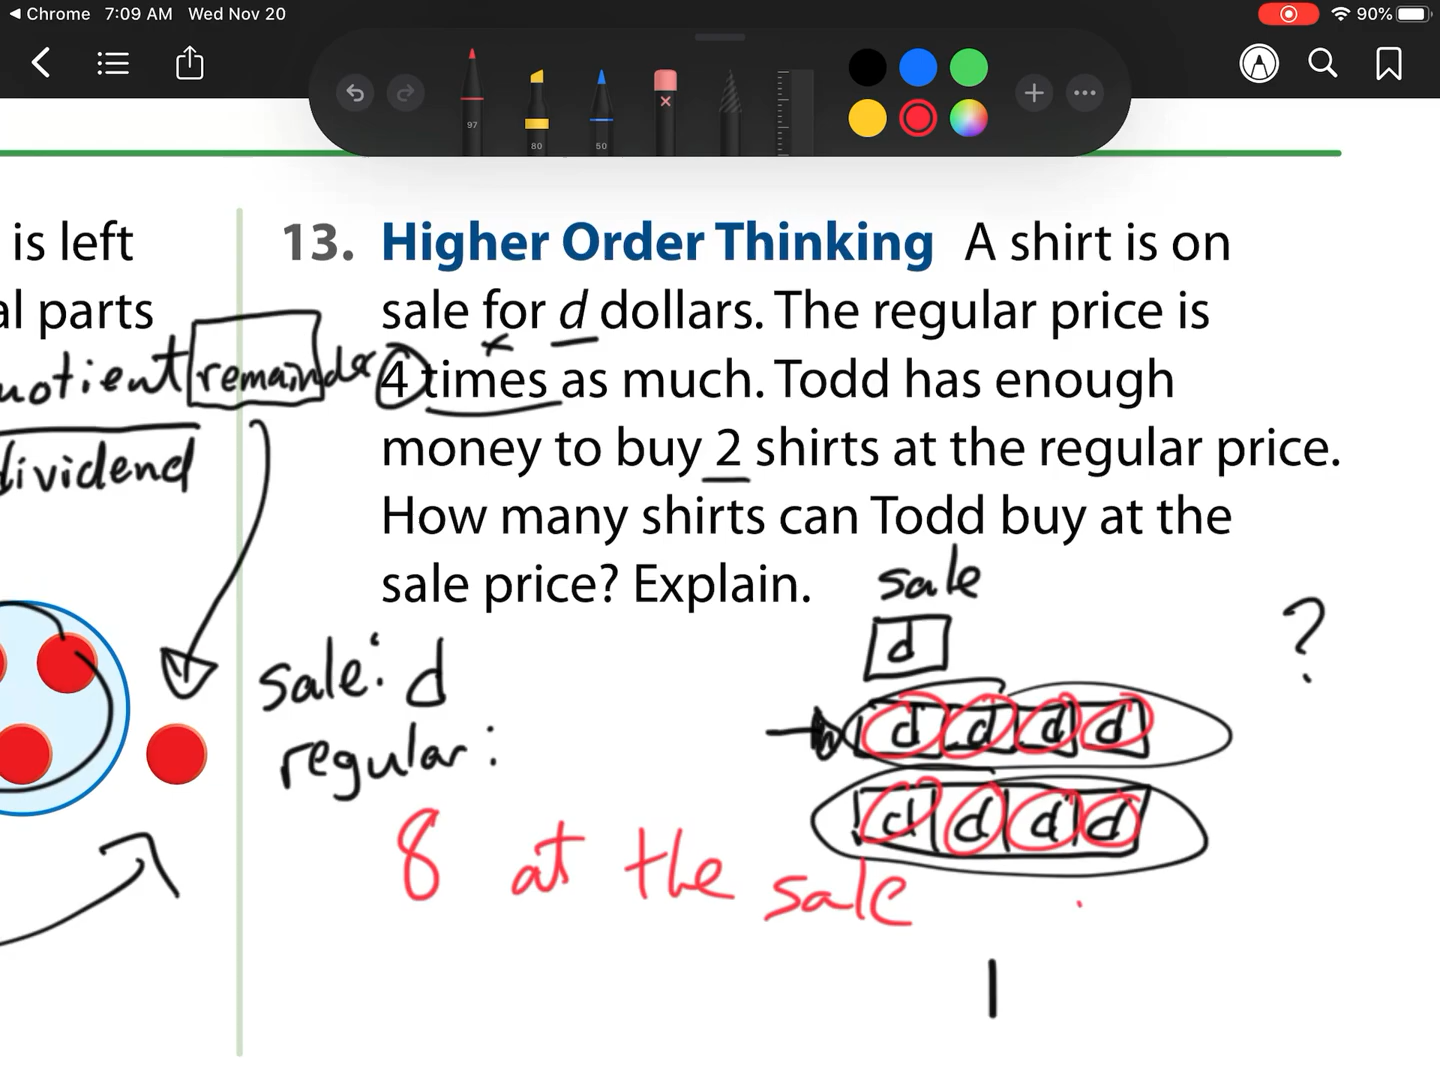 Chrome 7:09 AM Wed Nov 20 90%
97 80 50
is left
al parts
quotient remainder
dividend
13. Higher Order Thinking A shirt is on
sale for d dollars. The regular price is
x
4 times as much. Todd has enough
money to buy 2 shirts at the regular price.
How many shirts can Todd buy at the
sale price? Explain.
sale
d
?
sale: d
regular:
d d d d
d d d d
8 at the sale